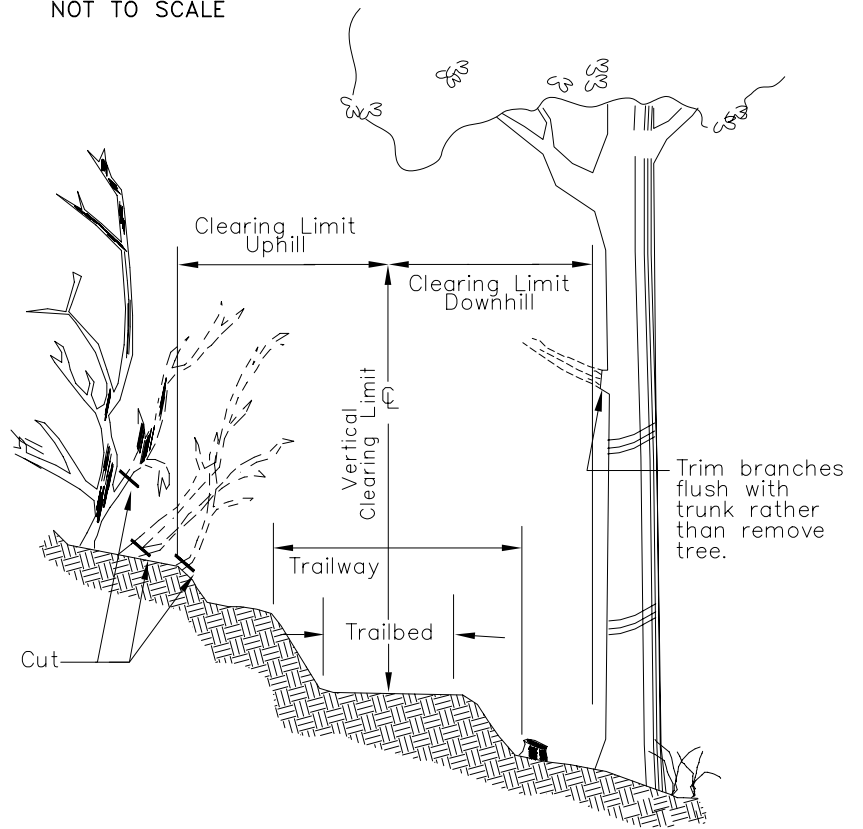 NOT TO SCALE
Clearing Limit
Uphill
Clearing Limit
Downhill
Vertical
Clearing Limit
℄
Trim branches
flush with
trunk rather
than remove
tree.
Trailway
Trailbed
Cut